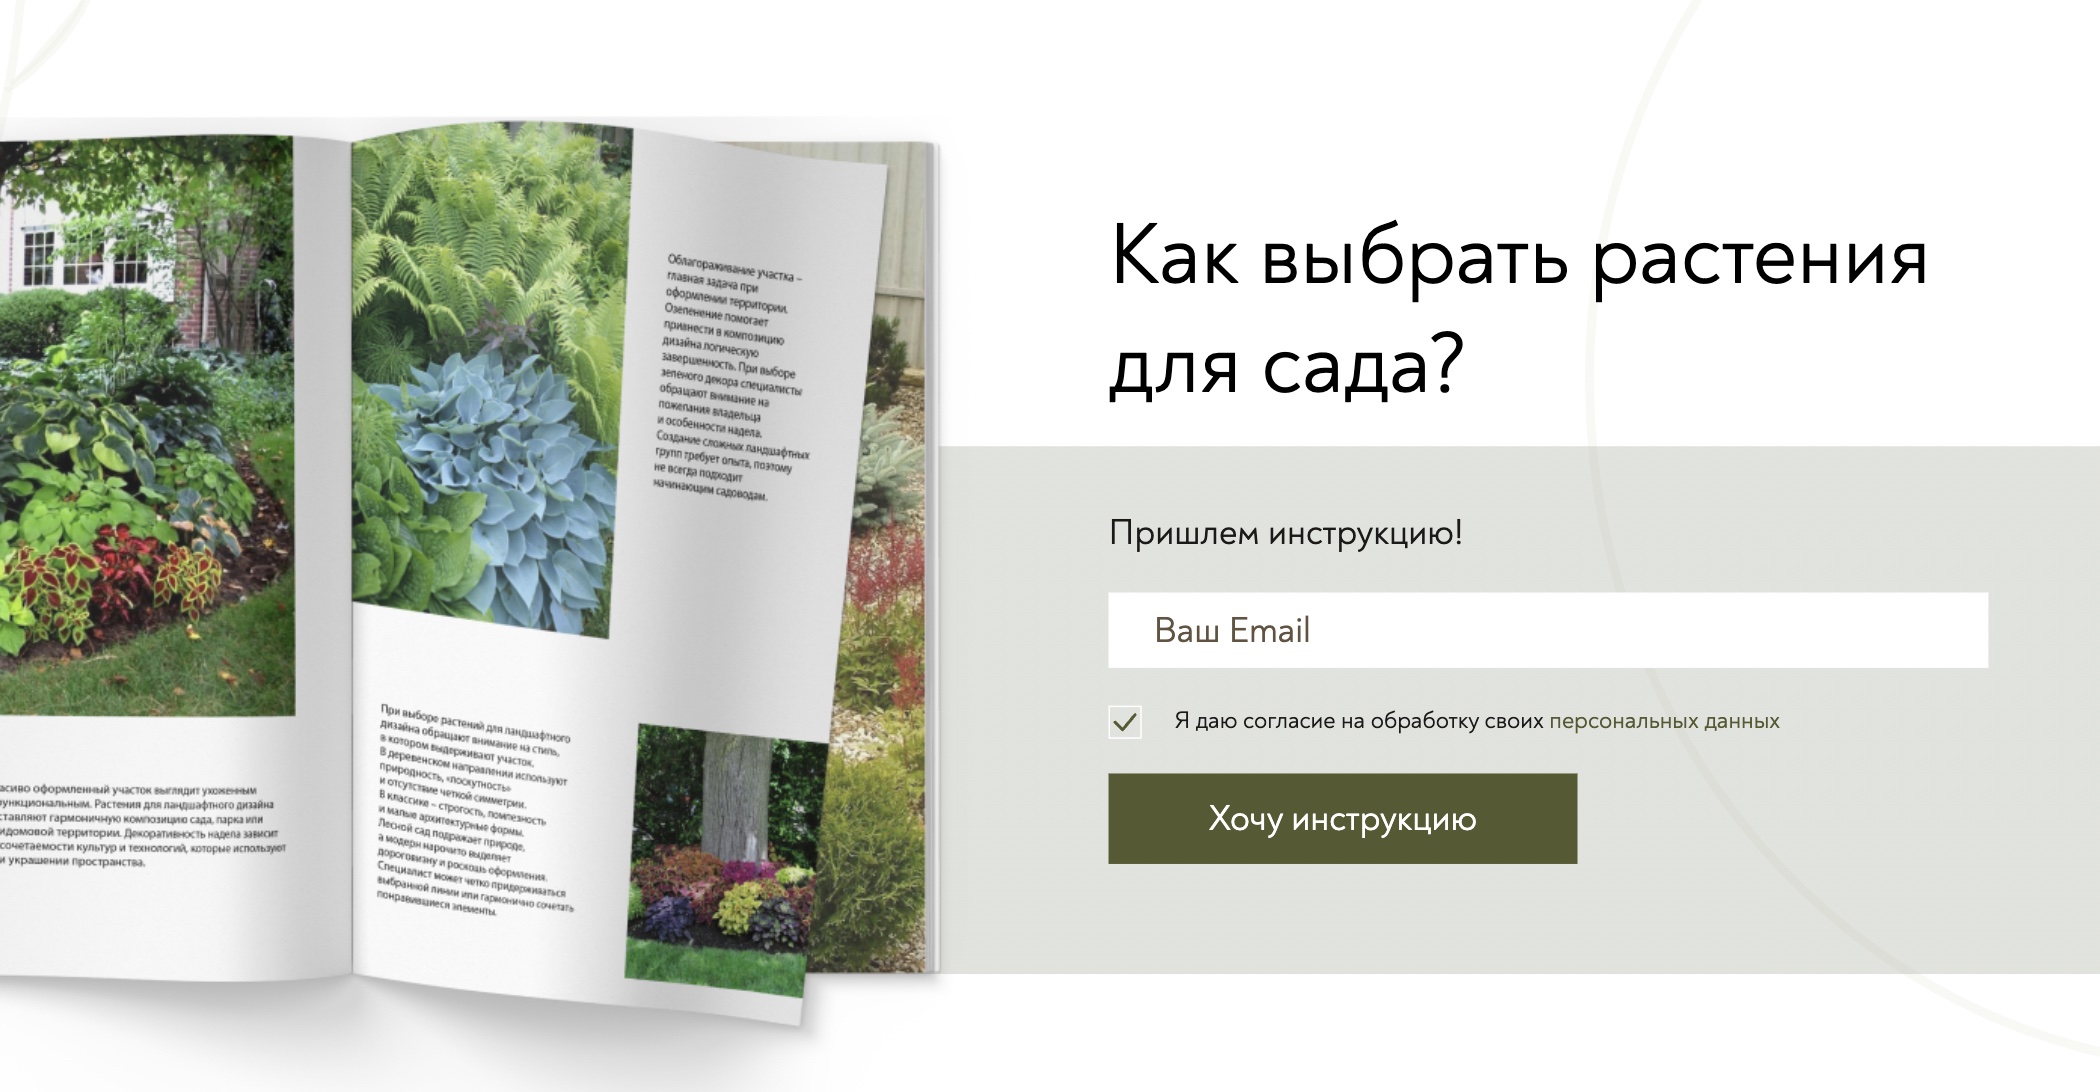 асиво оформленный участок выглядит ухоженным
ункциональным. Растения для ландшафтного дизайна
ставляют гармоничную композицию сада, парка или
идомовой территории. Декоративность надела зависит
сочетаемости культур и технологий, которые используют
и украшении пространства.
Облагораживание участка –
главная задача при
оформлении территории.
Озеленение помогает
привнести в композицию
дизайна логическую
завершенность. При выборе
зеленого декора специалисты
обращают внимание на
пожелания владельца
и особенности надела.
Создание сложных ландшафтных
групп требует опыта, поэтому
не всегда подходит
начинающим садоводам.
При выборе растений для ландшафтного
дизайна обращают внимание на стиль,
в котором выдерживают участок.
В деревенском направлении используют
природность, «лоскутность»
и отсутствие четкой симметрии.
В классике – строгость, помпезность
и малые архитектурные формы.
Лесной сад подражает природе,
а модерн нарочито выделяет
дороговизну и роскошь оформления.
Специалист может четко придерживаться
выбранной линии или гармонично сочетать
понравившиеся элементы.
Как выбрать растения
для сада?
Пришлем инструкцию!
Ваш Email
Я даю согласие на обработку своих персональных данных
Хочу инструкцию